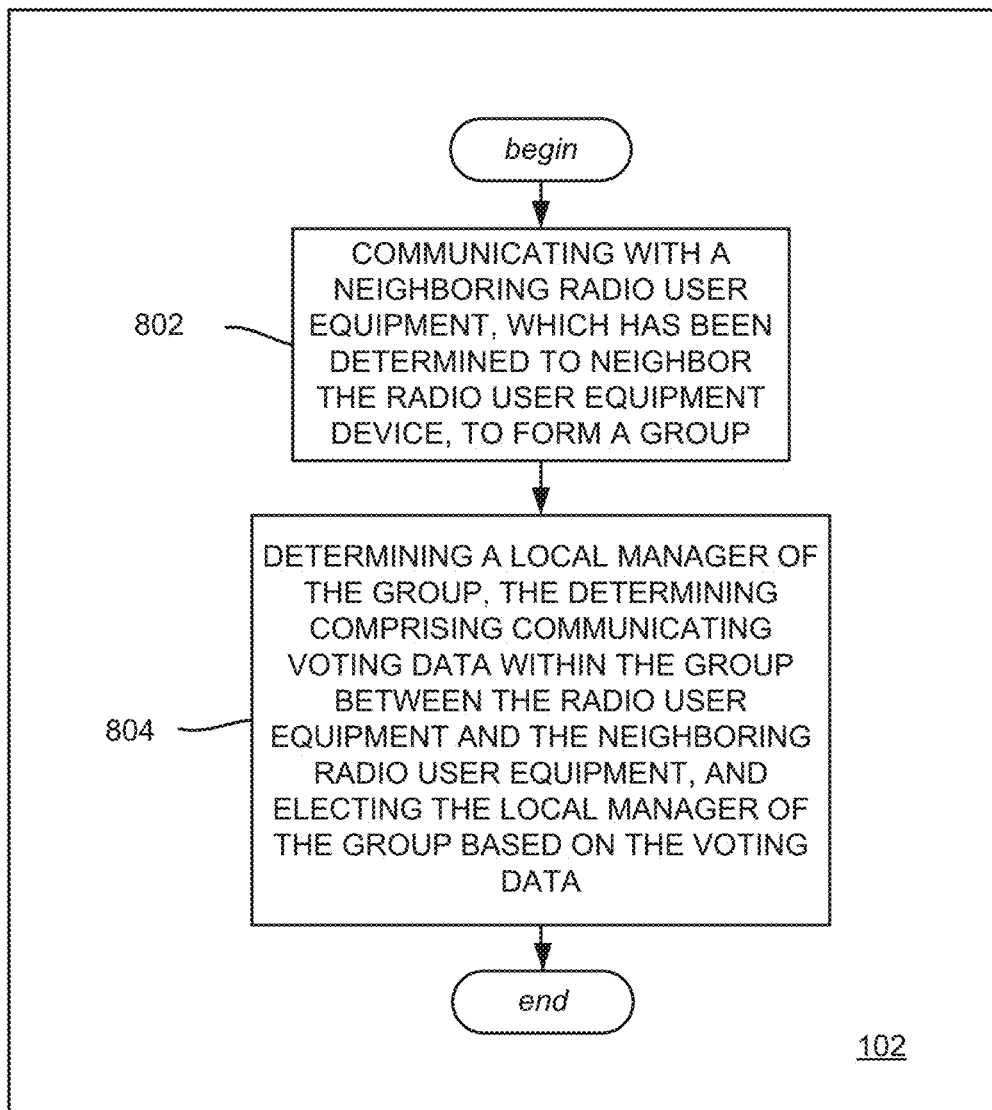 begin
COMMUNICATING WITH A
NEIGHBORING RADIO USER
EQUIPMENT, WHICH HAS BEEN
DETERMINED TO NEIGHBOR
THE RADIO USER EQUIPMENT
DEVICE, TO FORM A GROUP
802
DETERMINING A LOCAL MANAGER OF
THE GROUP, THE DETERMINING
COMPRISING COMMUNICATING
VOTING DATA WITHIN THE GROUP
BETWEEN THE RADIO USER
EQUIPMENT AND THE NEIGHBORING
RADIO USER EQUIPMENT, AND
ELECTING THE LOCAL MANAGER OF
THE GROUP BASED ON THE VOTING
DATA
804
end
102